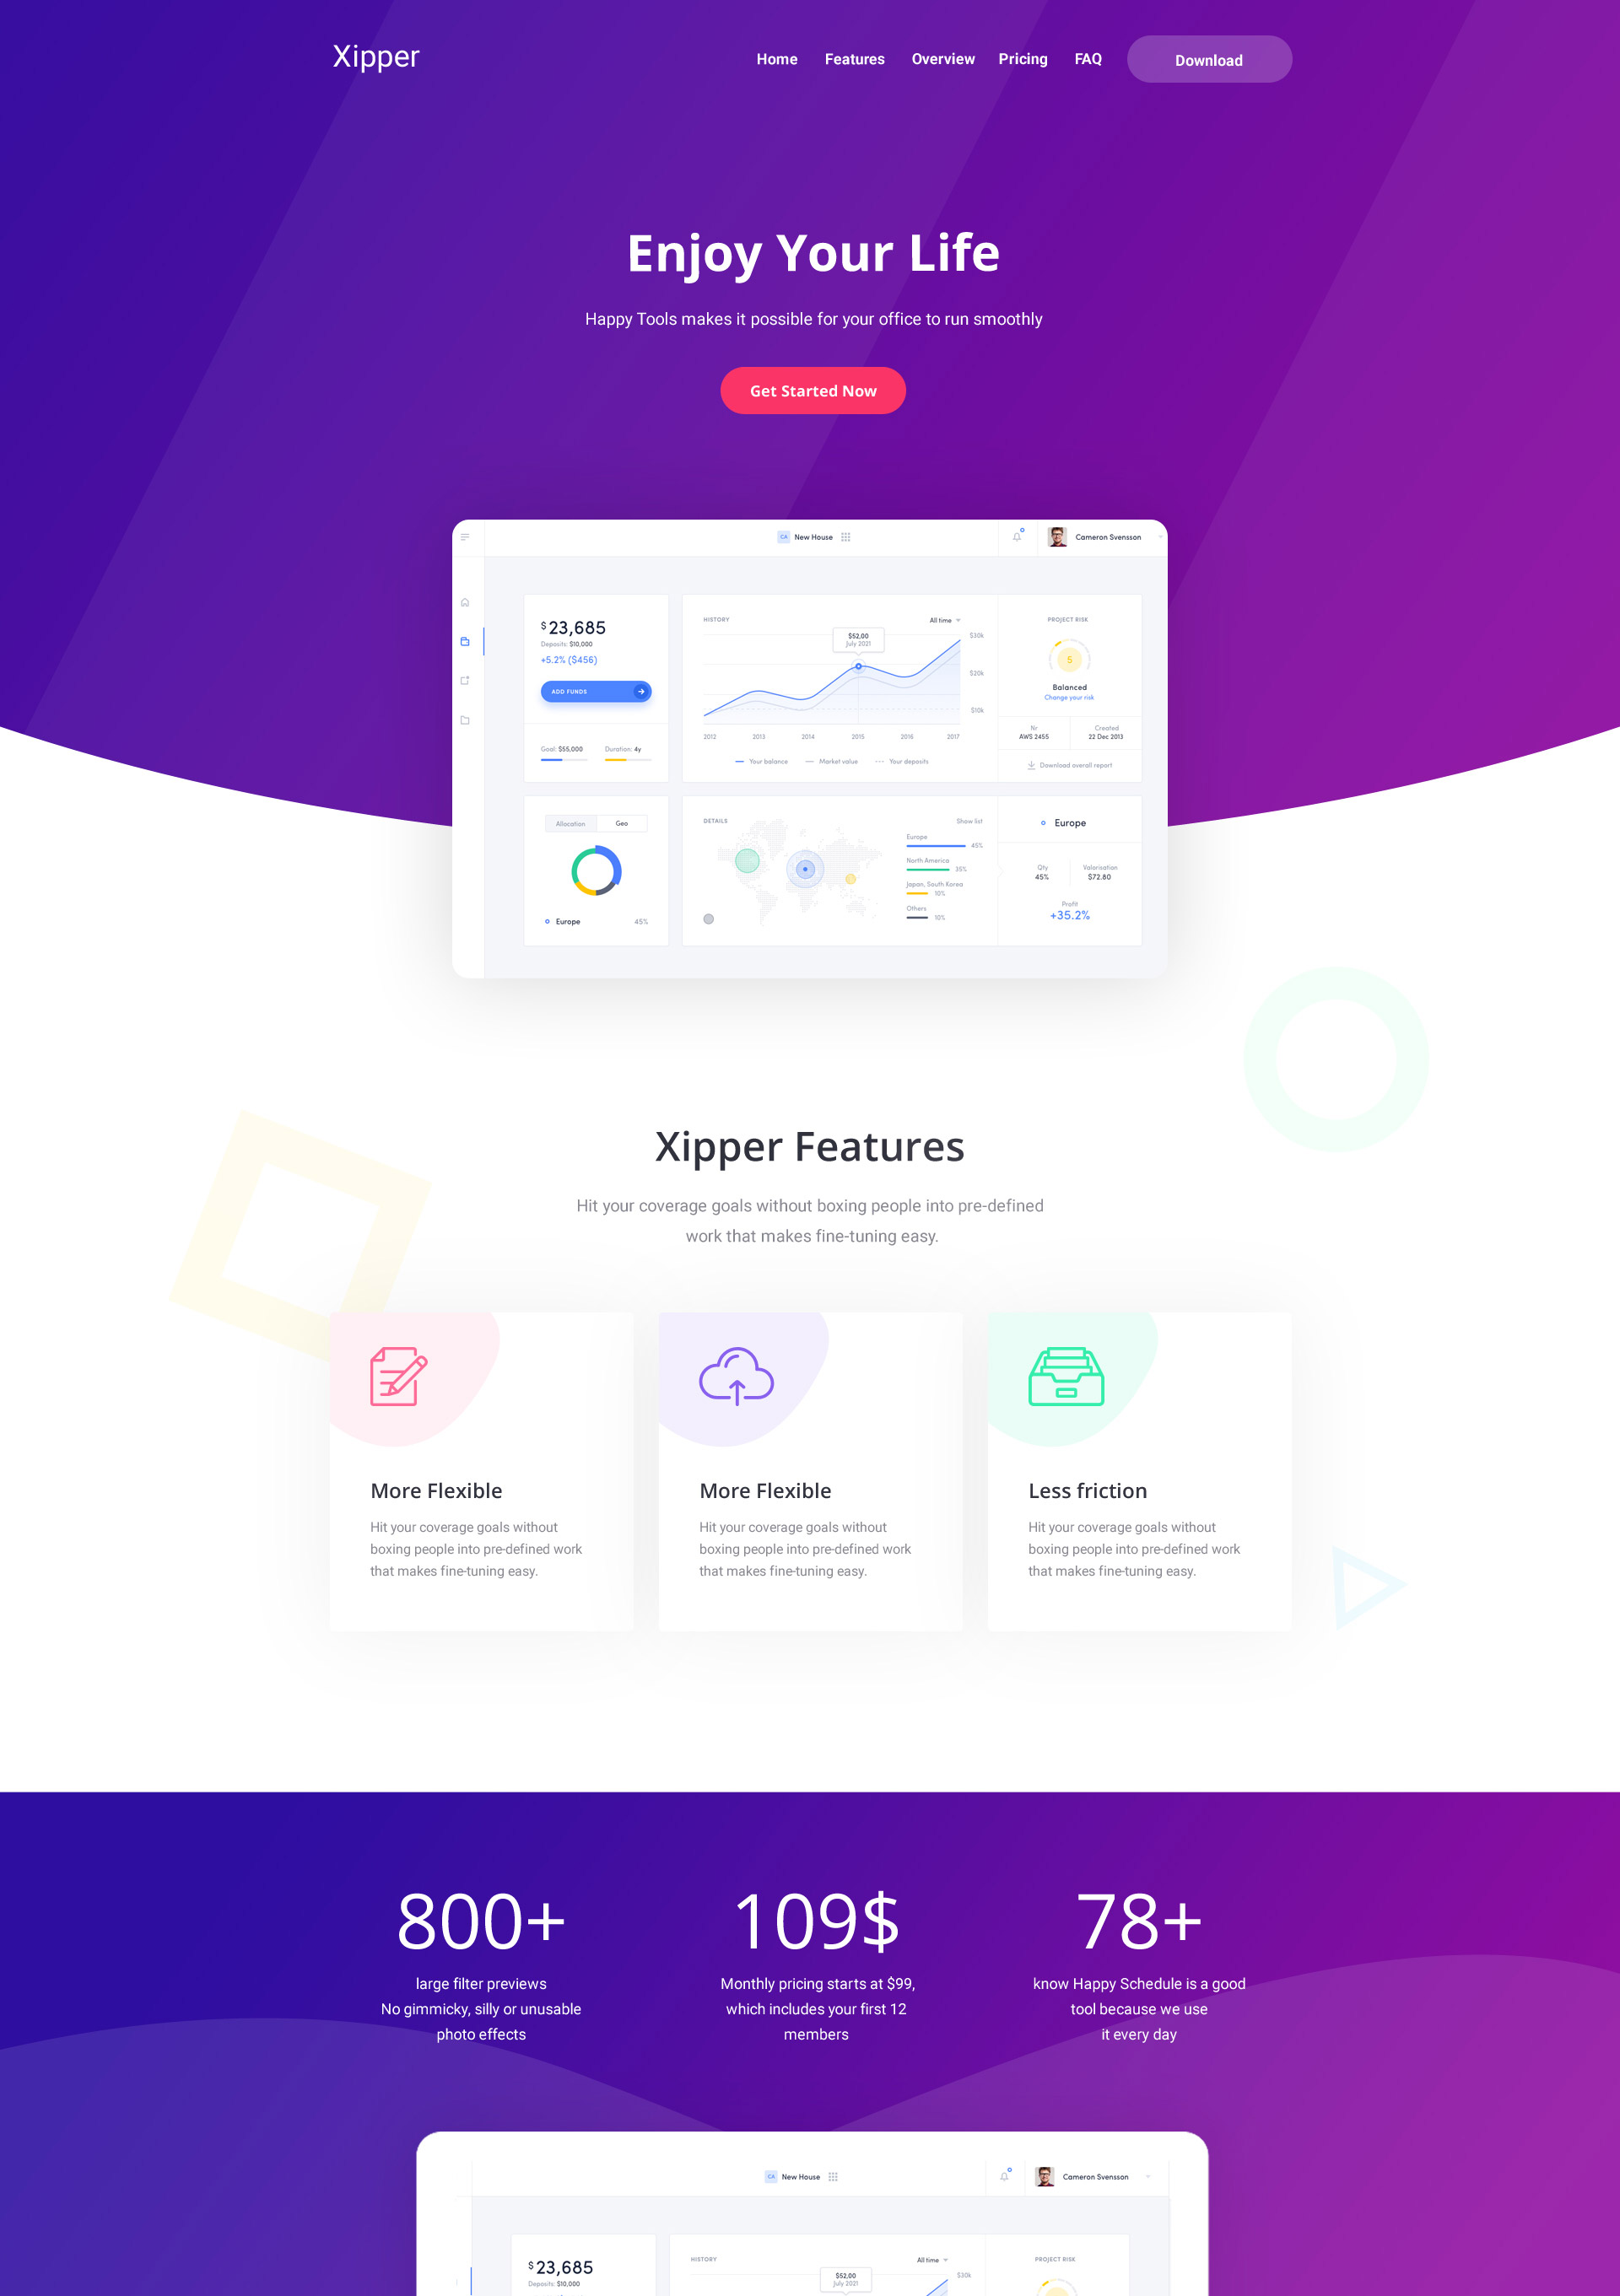 Xipper
Home Features Overview Pricing FAQ Download
Enjoy Your Life
Happy Tools makes it possible for your office to run smoothly
Get Started Now
CA New House
Cameron Svensson
$23,685
Deposits: $10,000
+5.2% ($456)
ADD FUNDS
Goal: $55,000 Duration: 4y
HISTORY
All time
$52,00
July 2021
$30k
$20k
$10k
2012 2013 2014 2015 2016 2017
Your balance Market value Your deposits
PROJECT RISK
5
Balanced
Change your risk
Nr Created
AWS 2455 22 Dec 2013
Download overall report
Allocation Geo
Europe 45%
DETAILS
Show list
Europe
45%
North America
35%
Japan, South Korea
10%
Others
10%
Europe
Qty Valorisation
45% $72.80
Profit
+35.2%
Xipper Features
Hit your coverage goals without boxing people into pre-defined
work that makes fine-tuning easy.
More Flexible
Hit your coverage goals without
boxing people into pre-defined work
that makes fine-tuning easy.
More Flexible
Hit your coverage goals without
boxing people into pre-defined work
that makes fine-tuning easy.
Less friction
Hit your coverage goals without
boxing people into pre-defined work
that makes fine-tuning easy.
800+
large filter previews
No gimmicky, silly or unusable
photo effects
109$
Monthly pricing starts at $99,
which includes your first 12
members
78+
know Happy Schedule is a good
tool because we use
it every day
CA New House
Cameron Svensson
$23,685
Deposits: $10,000
HISTORY
All time
$52,00
July 2021
$30k
PROJECT RISK